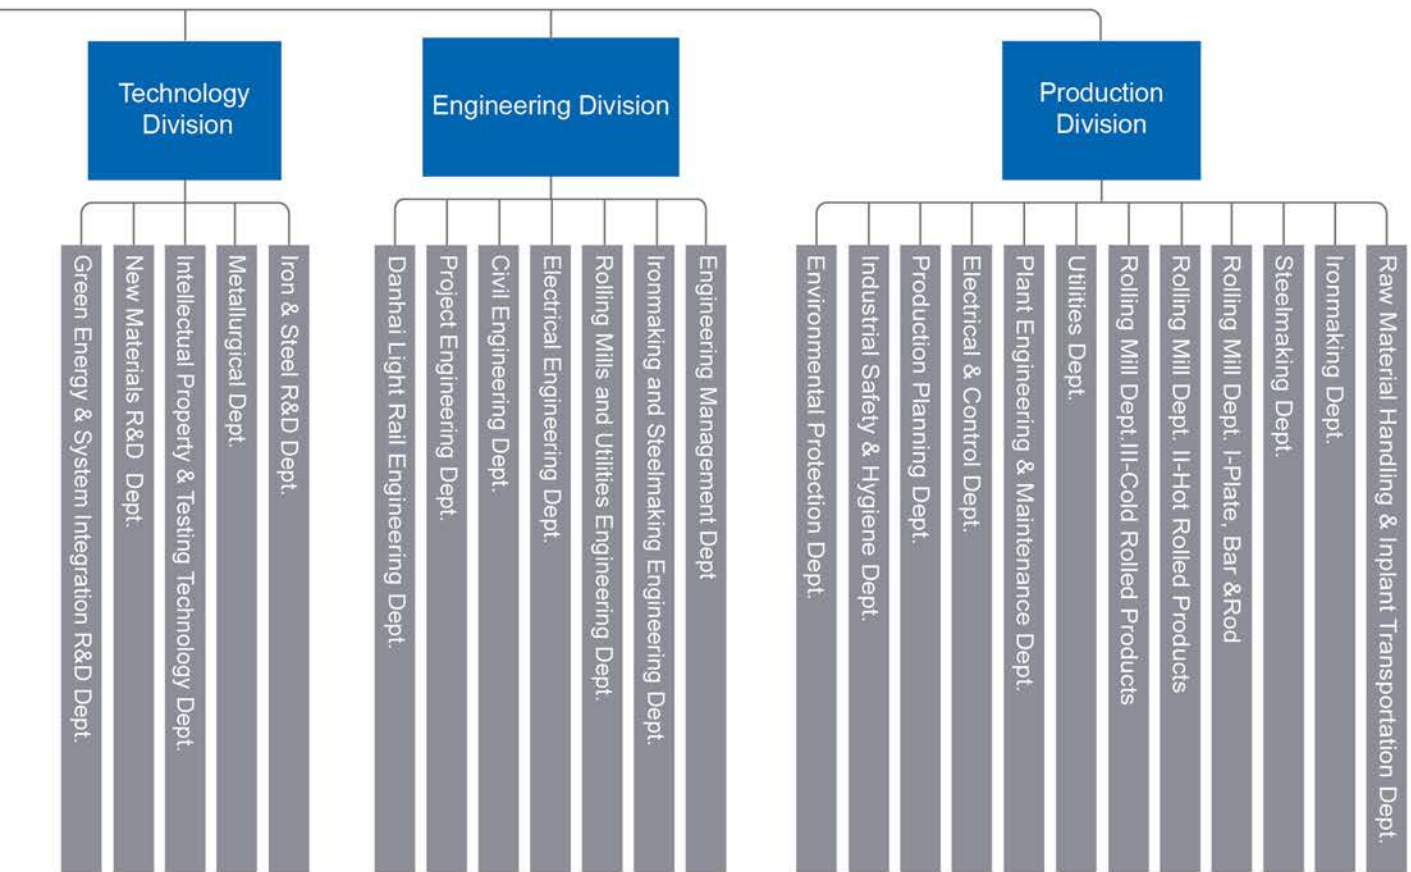 Technology
Division
Engineering Division
Production
Division
Green Energy & System Integration R&D Dept.
New Materials R&D  Dept.
Intellectual Property & Testing Technology Dept.
Metallurgical Dept.
Iron & Steel R&D Dept.
Danhai Light Rail Engineering Dept.
Project Engineering Dept.
Civil Engineering Dept.
Electrical Engineering Dept.
Rolling Mills and Utilities Engineering Dept.
Ironmaking and Steelmaking Engineering Dept.
Engineering Management Dept
Environmental Protection Dept.
Industrial Safety & Hygiene Dept.
Production Planning Dept.
Electrical & Control Dept.
Plant Engineering & Maintenance Dept.
Utilities Dept.
Rolling Mill Dept.III-Cold Rolled Products
Rolling Mill Dept. II-Hot Rolled Products
Rolling Mill Dept. I-Plate, Bar &Rod
Steelmaking Dept.
Ironmaking Dept.
Raw Material Handling & Inplant Transportation Dept.